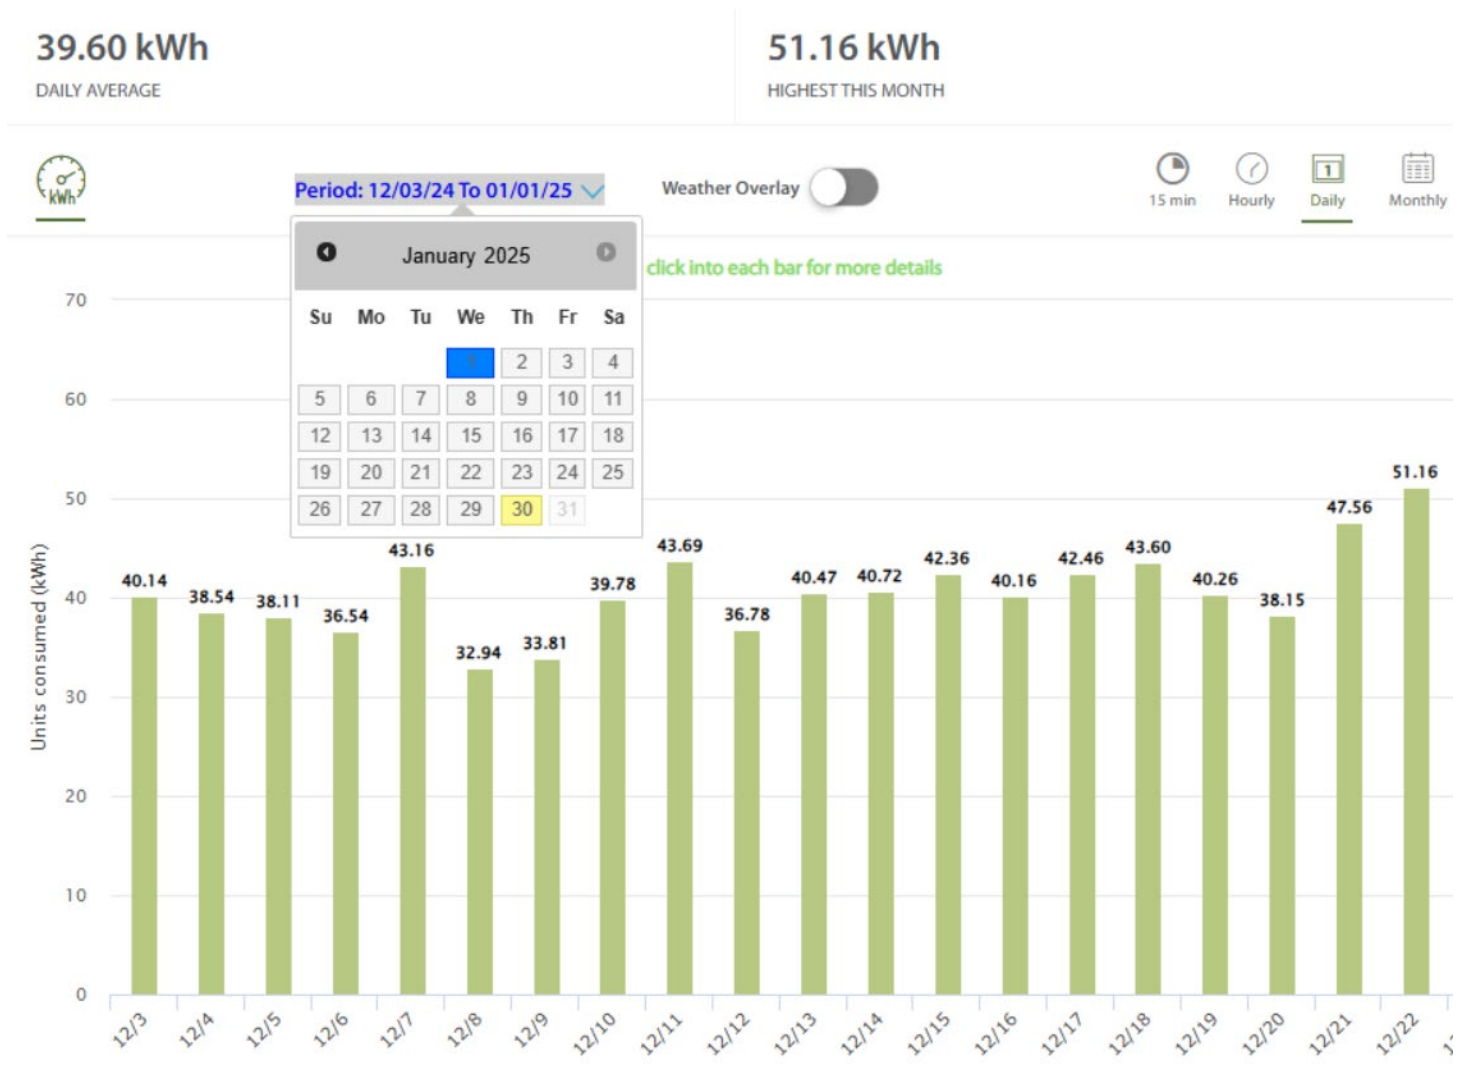 39.60 kWh
DAILY AVERAGE
51.16 kWh
HIGHEST THIS MONTH
kWh
Period: 12/03/24 To 01/01/25
Weather Overlay
15 min
Hourly
1
Daily
Monthly
January 2025
click into each bar for more details
Su Mo Tu We Th Fr Sa
1 2 3 4
5 6 7 8 9 10 11
12 13 14 15 16 17 18
19 20 21 22 23 24 25
26 27 28 29 30 31
Units consumed (kWh)
70
60
50
40
30
20
10
0
40.14
38.54
38.11
36.54
43.16
32.94
33.81
39.78
43.69
36.78
40.47
40.72
42.36
40.16
42.46
43.60
40.26
38.15
47.56
51.16
12/3
12/4
12/5
12/6
12/7
12/8
12/9
12/10
12/11
12/12
12/13
12/14
12/15
12/16
12/17
12/18
12/19
12/20
12/21
12/22